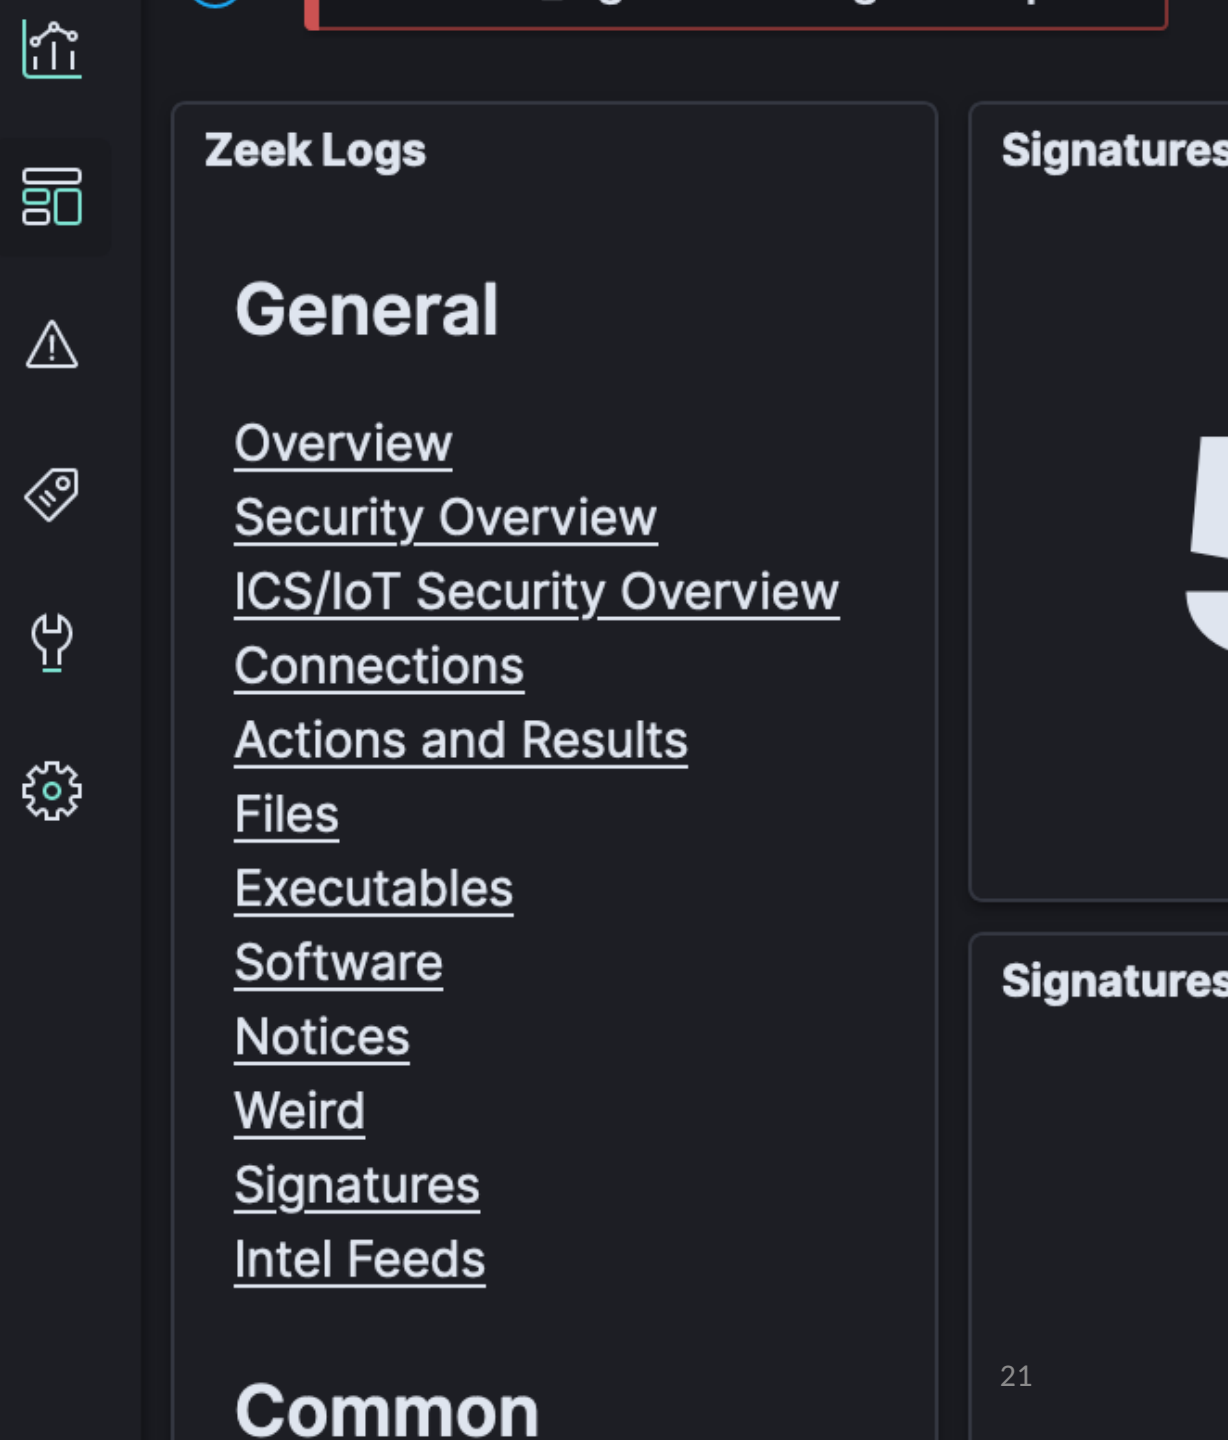 Zeek Logs
General
Overview
Security Overview
ICS/IoT Security Overview
Connections
Actions and Results
Files
Executables
Software
Notices
Weird
Signatures
Intel Feeds
Common
Signatures
Signatures
21